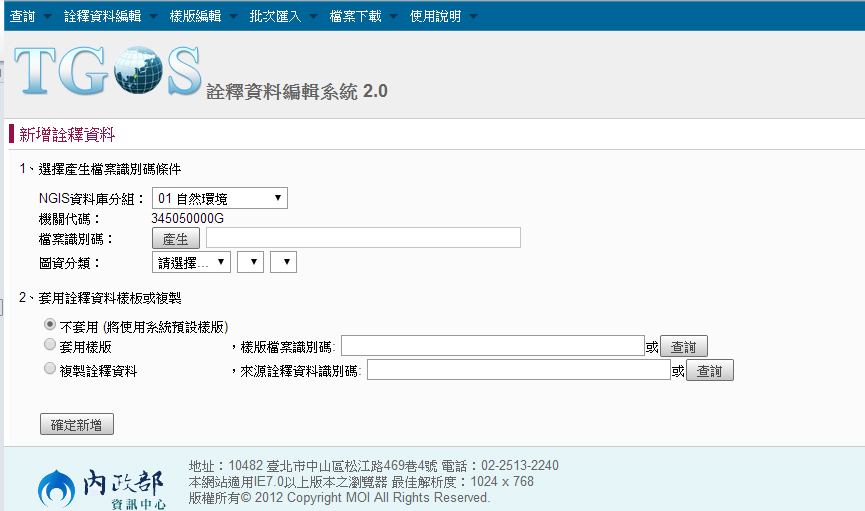 查詢 詮釋資料編輯 樣版編輯 批次匯入 檔案下載 使用說明
TGOS 詮釋資料編輯系統 2.0
新增詮釋資料
1、選擇產生檔案識別碼條件
NGIS資料庫分組： 01 自然環境
機關代碼： 345050000G
檔案識別碼： 產生
圖資分類： 請選擇...
2、套用詮釋資料樣板或複製
不套用 (將使用系統預設樣版)
套用樣版 ，樣版檔案識別碼: 或 查詢
複製詮釋資料 ，來源詮釋資料識別碼: 或 查詢
確定新增
內政部 資訊中心
地址：10482 臺北市中山區松江路469巷4號 電話：02-2513-2240
本網站適用IE7.0以上版本之瀏覽器 最佳解析度：1024 x 768
版權所有© 2012 Copyright MOI All Rights Reserved.